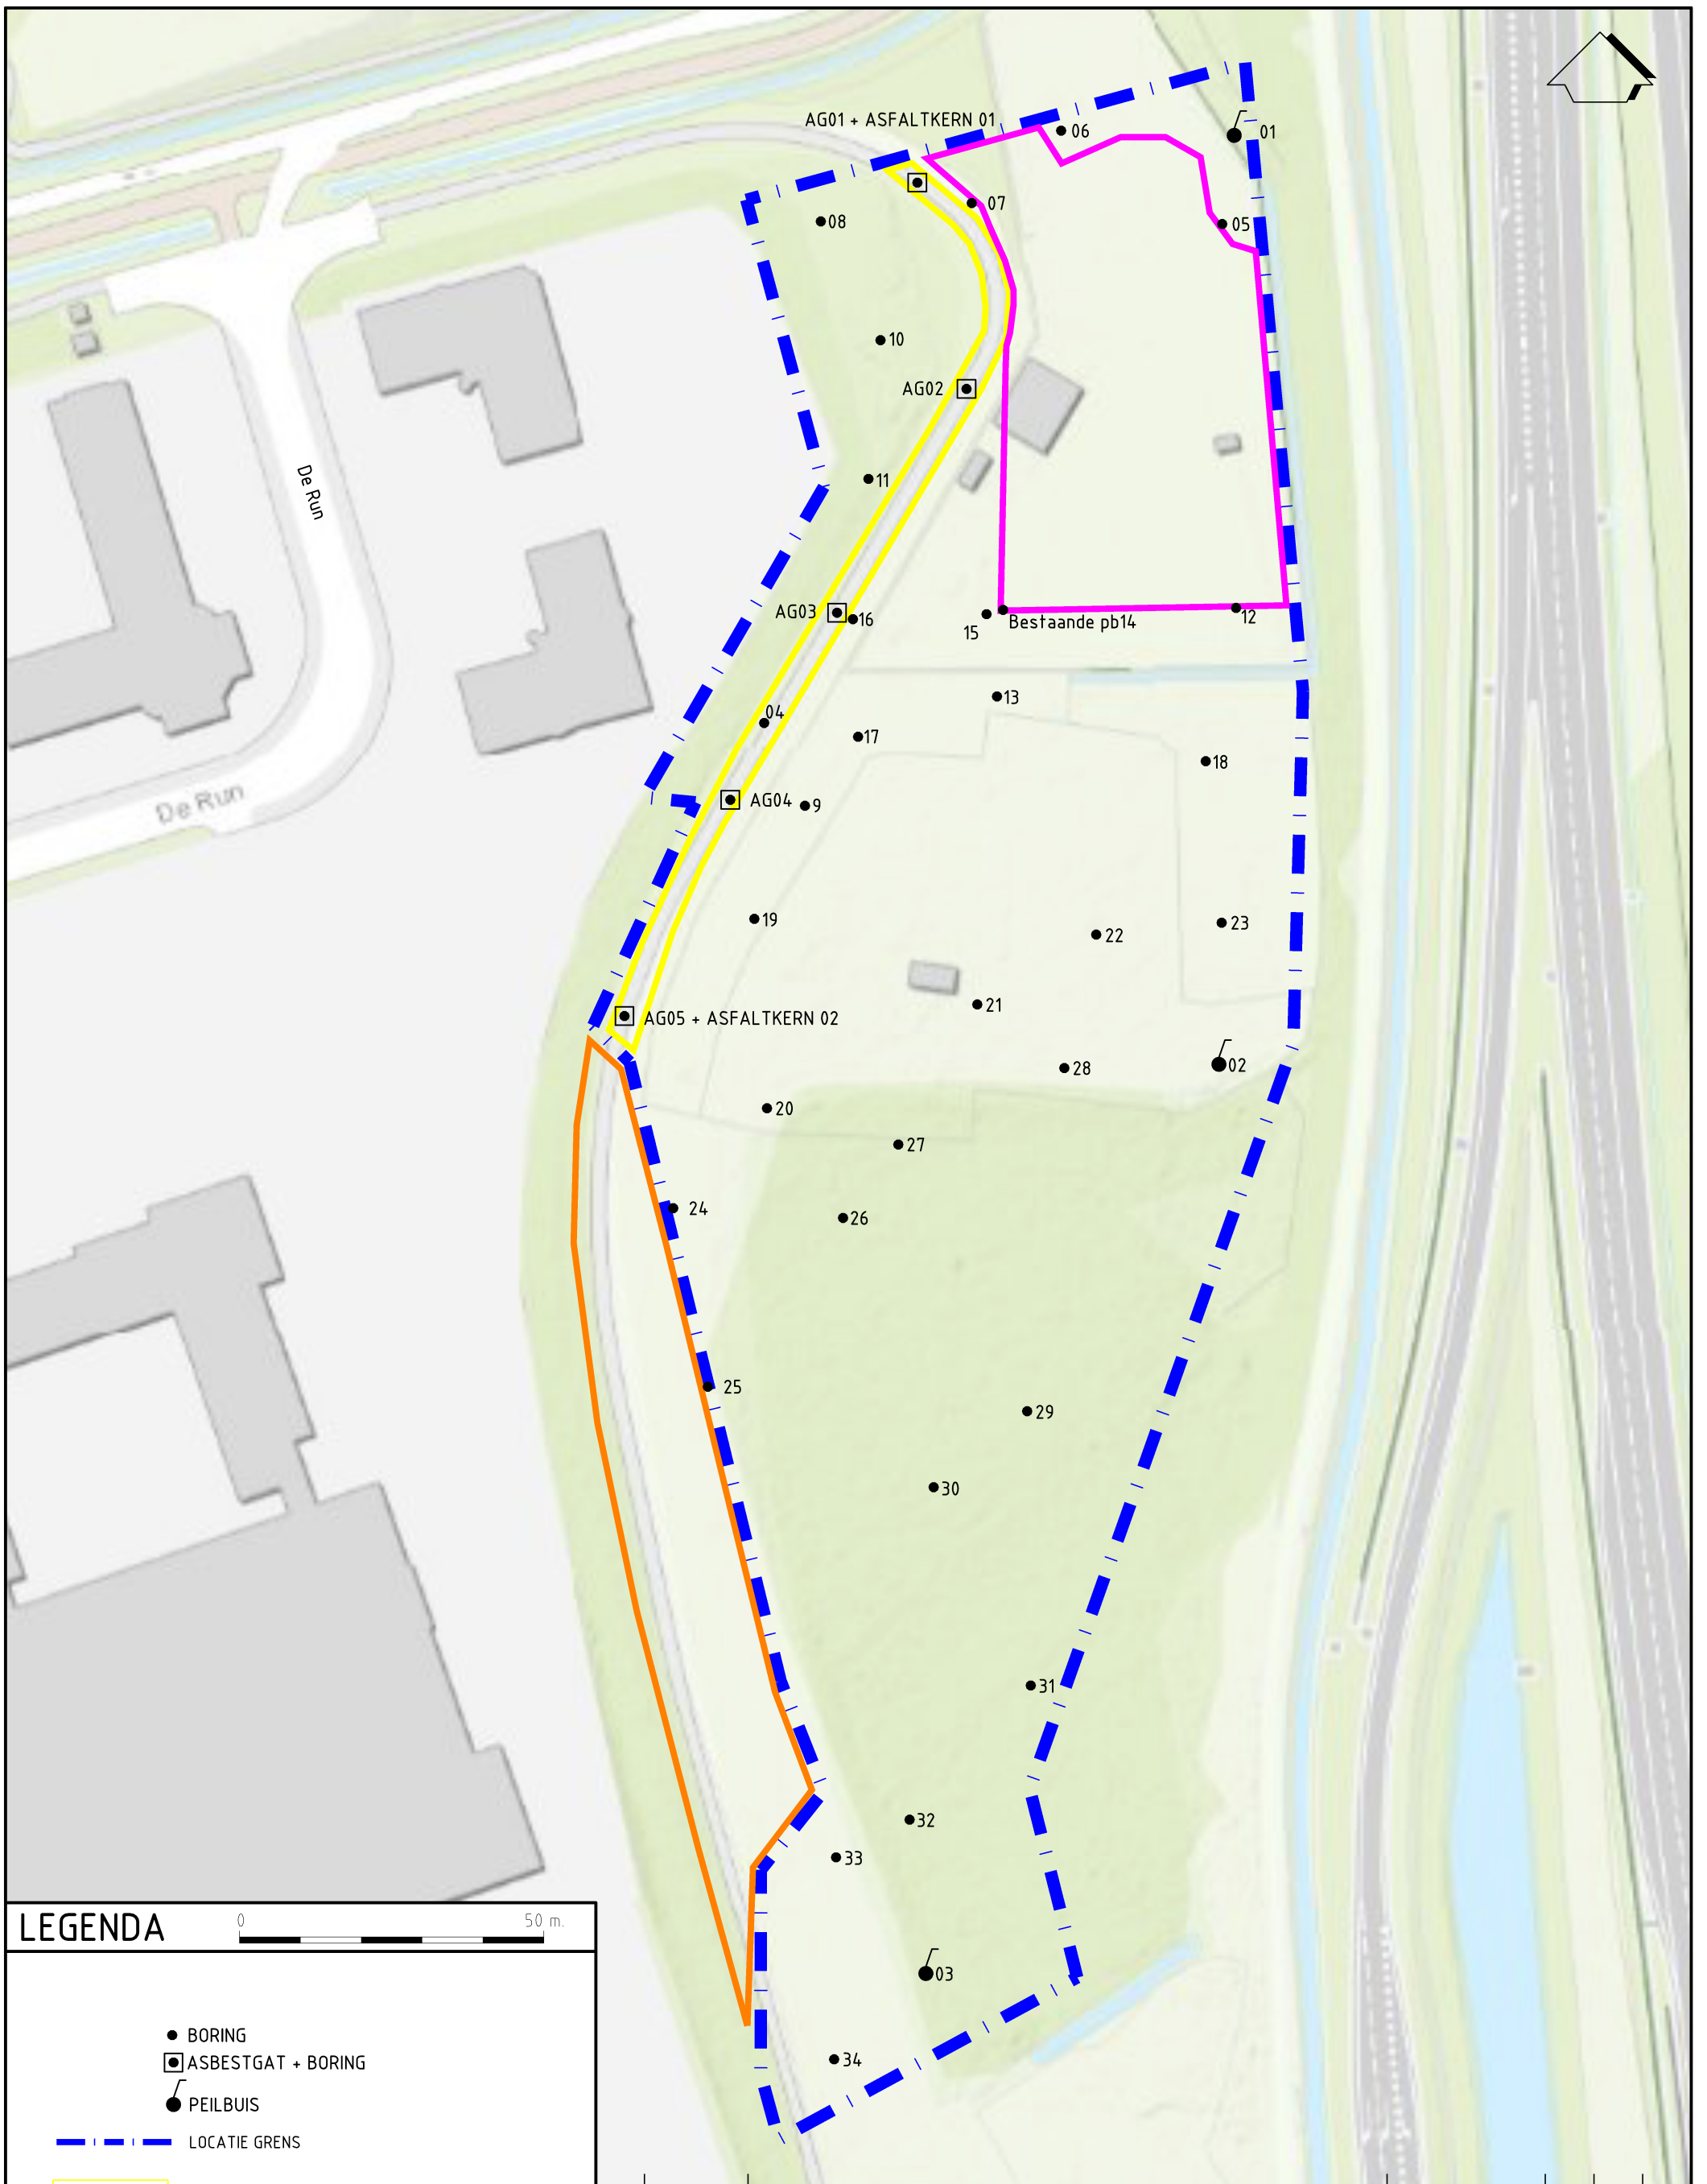 AG01 + ASFALTKERN 01
06
01
07
08
05
10
AG02
De Run
11
AG03
16
15
Bestaande pb14
12
13
04
17
18
De Run
AG04
9
19
23
22
21
AG05 + ASFALTKERN 02
02
28
20
27
24
26
25
29
30
31
32
33
03
34
LEGENDA
0 50 m.
BORING
ASBESTGAT + BORING
PEILBUIS
LOCATIE GRENS